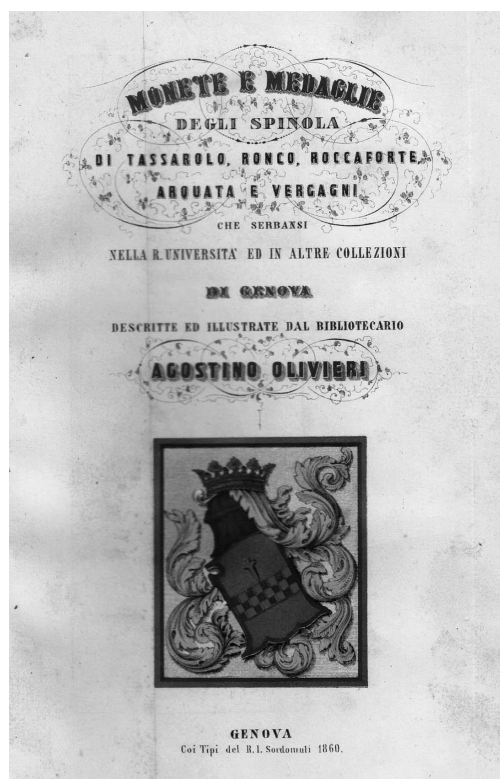 MONETE E MEDAGLIE
DEGLI SPINOLA
DI TASSAROLO, RONCO, ROCCAFORTE,
ARQUATA E VERGAGNI
CHE SERBANSI
NELLA R. UNIVERSITA' ED IN ALTRE COLLEZIONI
DI GENOVA
DESCRITTE ED ILLUSTRATE DAL BIBLIOTECARIO
AGOSTINO OLIVIERI
GENOVA
Coi Tipi del R. I. Sordomuti 1860.